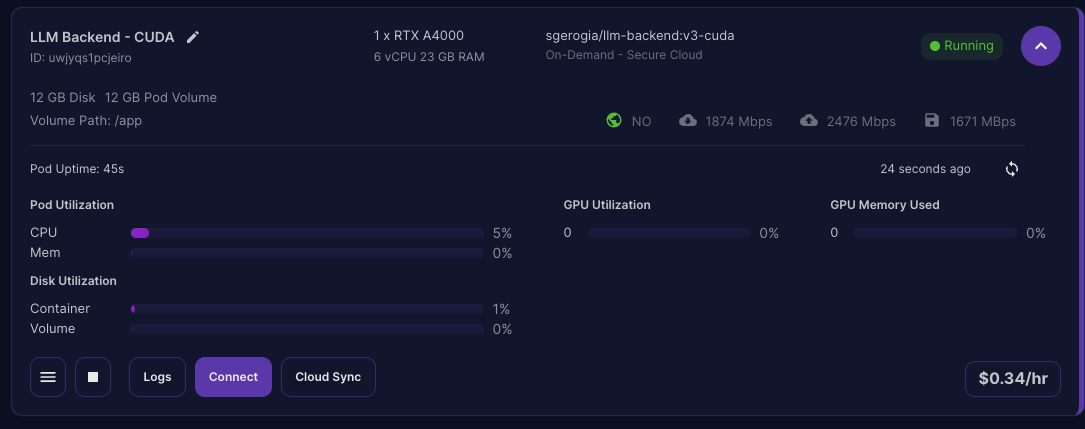 LLM Backend - CUDA
ID: uwjyqs1pcjeiro
1 x RTX A4000
6 vCPU 23 GB RAM
sgerogia/llm-backend:v3-cuda
On-Demand - Secure Cloud
Running
12 GB Disk 12 GB Pod Volume
Volume Path: /app
NO 1874 Mbps 2476 Mbps 1671 MBps
Pod Uptime: 45s
24 seconds ago
Pod Utilization
CPU 5%
Mem 0%
Disk Utilization
Container 1%
Volume 0%
GPU Utilization
0 0%
GPU Memory Used
0 0%
Logs Connect Cloud Sync
$0.34/hr